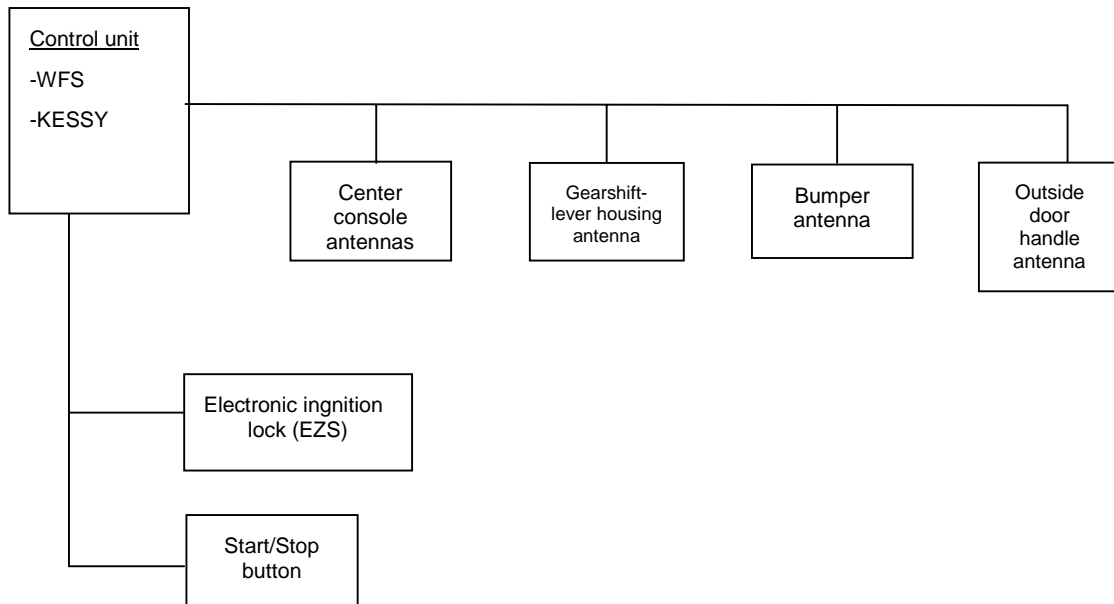 Control unit
-WFS
-KESSY
Center
console
antennas
Gearshift-
lever housing
antenna
Bumper
antenna
Outside
door
handle
antenna
Electronic ingnition
lock (EZS)
Start/Stop
button